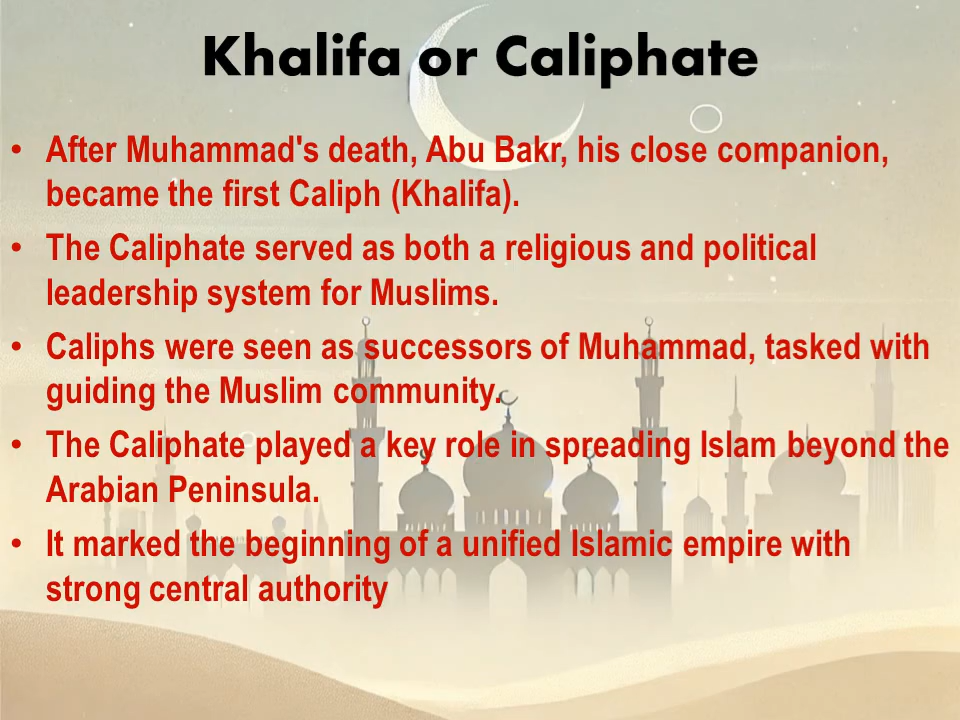 Khalifa or Caliphate
• After Muhammad's death, Abu Bakr, his close companion,
became the first Caliph (Khalifa).
• The Caliphate served as both a religious and political
leadership system for Muslims.
• Caliphs were seen as successors of Muhammad, tasked with
guiding the Muslim community.
• The Caliphate played a key role in spreading Islam beyond the
Arabian Peninsula.
• It marked the beginning of a unified Islamic empire with
strong central authority